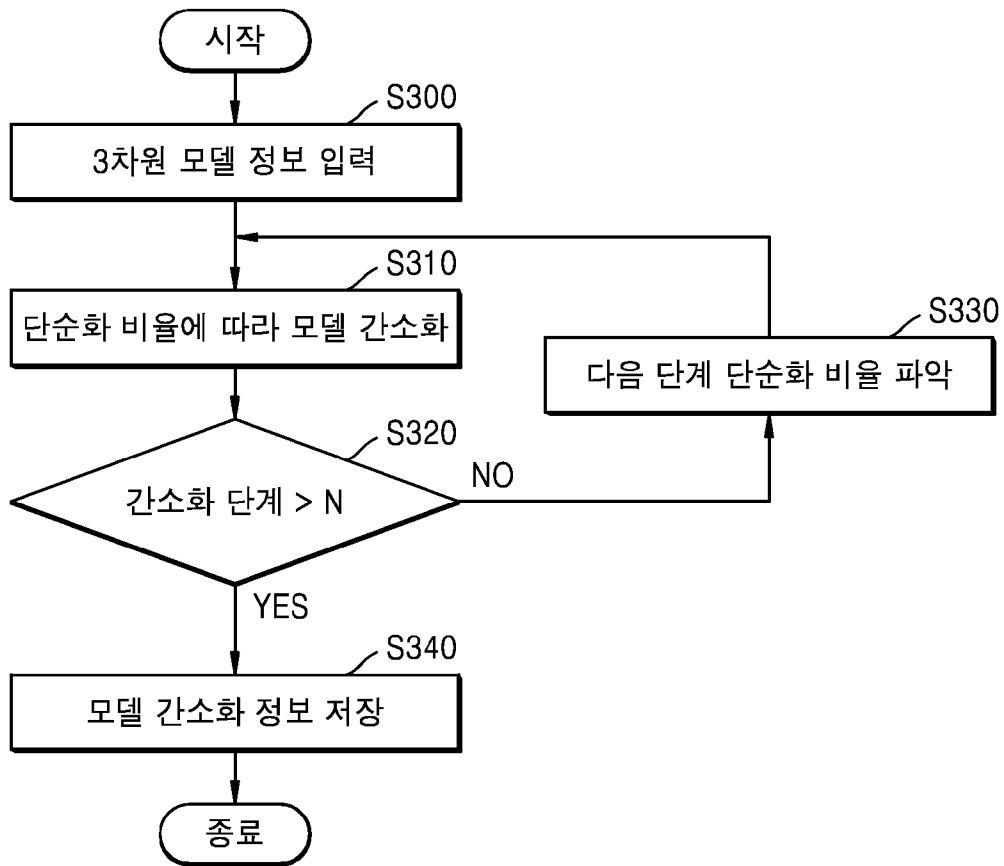 시작
S300
3차원 모델 정보 입력
S310
단순화 비율에 따라 모델 간소화
S330
다음 단계 단순화 비율 파악
S320
간소화 단계 > N
NO
YES
S340
모델 간소화 정보 저장
종료